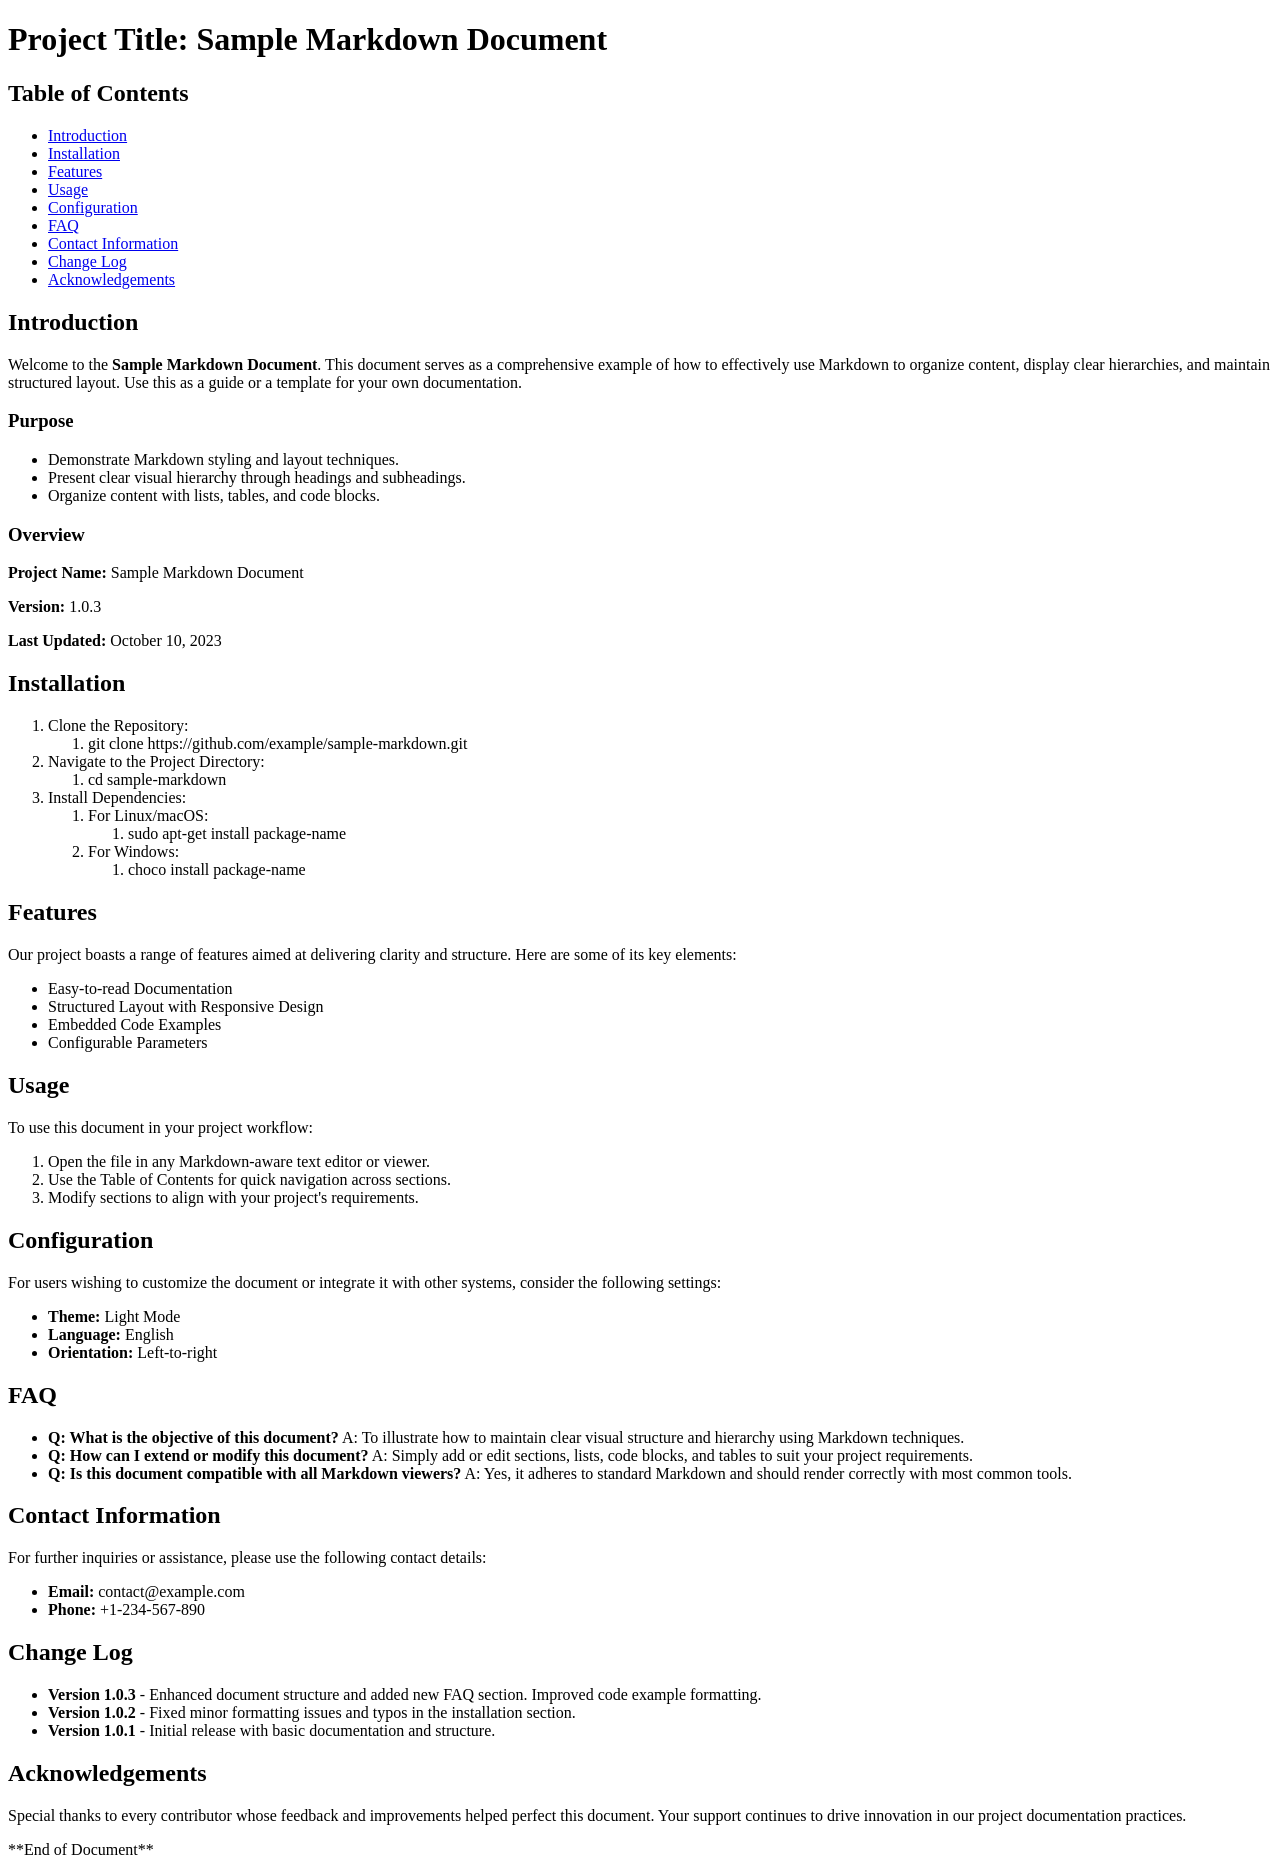 Project Title: Sample Markdown Document
Table of Contents
• Introduction
• Installation
• Features
• Usage
• Configuration
• FAQ
• Contact Information
• Change Log
• Acknowledgements
Introduction
Welcome to the Sample Markdown Document. This document serves as a comprehensive example of how to effectively use Markdown to organize content, display clear hierarchies, and maintain
structured layout. Use this as a guide or a template for your own documentation.
Purpose
• Demonstrate Markdown styling and layout techniques.
• Present clear visual hierarchy through headings and subheadings.
• Organize content with lists, tables, and code blocks.
Overview
Project Name: Sample Markdown Document
Version: 1.0.3
Last Updated: October 10, 2023
Installation
1. Clone the Repository:
1. git clone https://github.com/example/sample-markdown.git
2. Navigate to the Project Directory:
1. cd sample-markdown
3. Install Dependencies:
1. For Linux/macOS:
1. sudo apt-get install package-name
2. For Windows:
1. choco install package-name
Features
Our project boasts a range of features aimed at delivering clarity and structure. Here are some of its key elements:
• Easy-to-read Documentation
• Structured Layout with Responsive Design
• Embedded Code Examples
• Configurable Parameters
Usage
To use this document in your project workflow:
1. Open the file in any Markdown-aware text editor or viewer.
2. Use the Table of Contents for quick navigation across sections.
3. Modify sections to align with your project's requirements.
Configuration
For users wishing to customize the document or integrate it with other systems, consider the following settings:
• Theme: Light Mode
• Language: English
• Orientation: Left-to-right
FAQ
• Q: What is the objective of this document? A: To illustrate how to maintain clear visual structure and hierarchy using Markdown techniques.
• Q: How can I extend or modify this document? A: Simply add or edit sections, lists, code blocks, and tables to suit your project requirements.
• Q: Is this document compatible with all Markdown viewers? A: Yes, it adheres to standard Markdown and should render correctly with most common tools.
Contact Information
For further inquiries or assistance, please use the following contact details:
• Email: contact@example.com
• Phone: +1-234-567-890
Change Log
• Version 1.0.3 - Enhanced document structure and added new FAQ section. Improved code example formatting.
• Version 1.0.2 - Fixed minor formatting issues and typos in the installation section.
• Version 1.0.1 - Initial release with basic documentation and structure.
Acknowledgements
Special thanks to every contributor whose feedback and improvements helped perfect this document. Your support continues to drive innovation in our project documentation practices.
**End of Document**